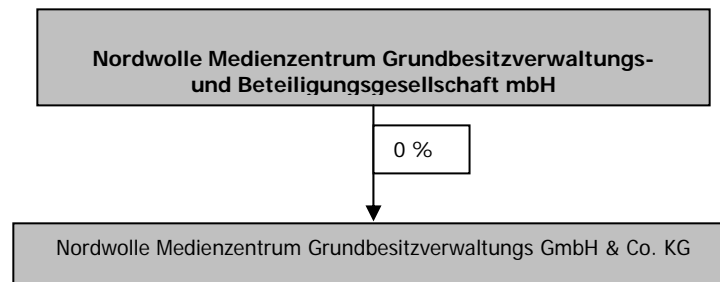 Nordwolle Medienzentrum Grundbesitzverwaltungs-
und Beteiligungsgesellschaft mbH
0 %
Nordwolle Medienzentrum Grundbesitzverwaltungs GmbH & Co. KG